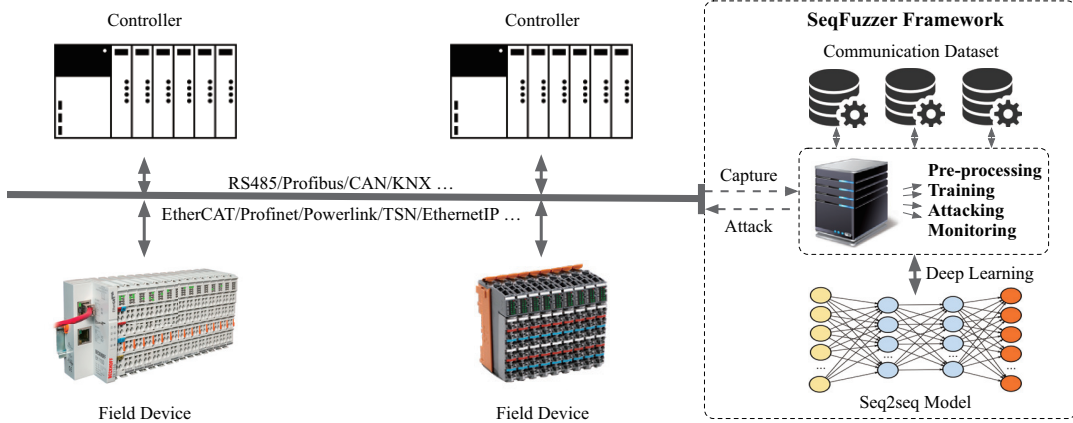 Controller
Controller
RS485/Profibus/CAN/KNX ...
EtherCAT/Profinet/Powerlink/TSN/EthernetIP ...
Field Device
Field Device
SeqFuzzer Framework
Communication Dataset
Capture
Attack
Pre-processing
Training
Attacking
Monitoring
Deep Learning
...
...
...
...
Seq2seq Model